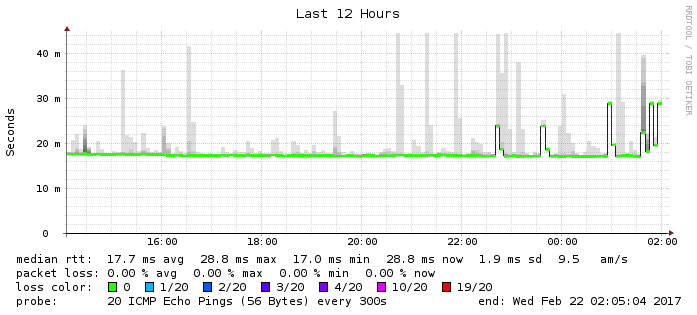 Last 12 Hours
RRDTOOL / TOBI OETIKER
Seconds
40 m
30 m
20 m
10 m
0
16:00 18:00 20:00 22:00 00:00 02:00
median rtt: 17.7 ms avg 28.8 ms max 17.0 ms min 28.8 ms now 1.9 ms sd 9.5 am/s
packet loss: 0.00 % avg 0.00 % max 0.00 % min 0.00 % now
loss color: 0 1/20 2/20 3/20 4/20 10/20 19/20
probe: 20 ICMP Echo Pings (56 Bytes) every 300s end: Wed Feb 22 02:05:04 2017